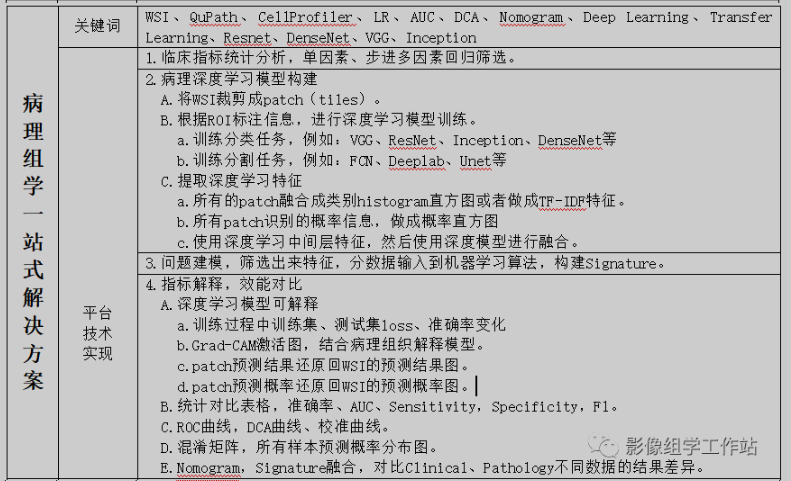 病理组学一站式解决方案
关键词
WSI、QuPath、CellProfiler、LR、AUC、DCA、Nomogram、Deep Learning、Transfer
Learning、Resnet、DenseNet、VGG、Inception
平台
技术
实现
1.临床指标统计分析，单因素、步进多因素回归筛选。
2.病理深度学习模型构建
A.将WSI裁剪成patch（tiles）。
B.根据ROI标注信息，进行深度学习模型训练。
a.训练分类任务，例如：VGG、ResNet、Inception、DenseNet等
b.训练分割任务，例如：FCN、Deeplab、Unet等
C.提取深度学习特征
a.所有的patch融合成类别histogram直方图或者做成TF-IDF特征。
b.所有patch识别的概率信息，做成概率直方图
c.使用深度学习中间层特征，然后使用深度模型进行融合。
3.问题建模，筛选出来特征，分数据输入到机器学习算法，构建Signature。
4.指标解释，效能对比
A.深度学习模型可解释
a.训练过程中训练集、测试集loss、准确率变化
b.Grad-CAM激活图，结合病理组织解释模型。
c.patch预测结果还原回WSI的预测结果图。
d.patch预测概率还原回WSI的预测概率图。
B.统计对比表格，准确率、AUC、Sensitivity，Specificity，F1。
C.ROC曲线，DCA曲线、校准曲线。
D.混淆矩阵，所有样本预测概率分布图。
E.Nomogram，Signature融合，对比Clinical、Pathology不同数据的结果差异。
影像组学工作站